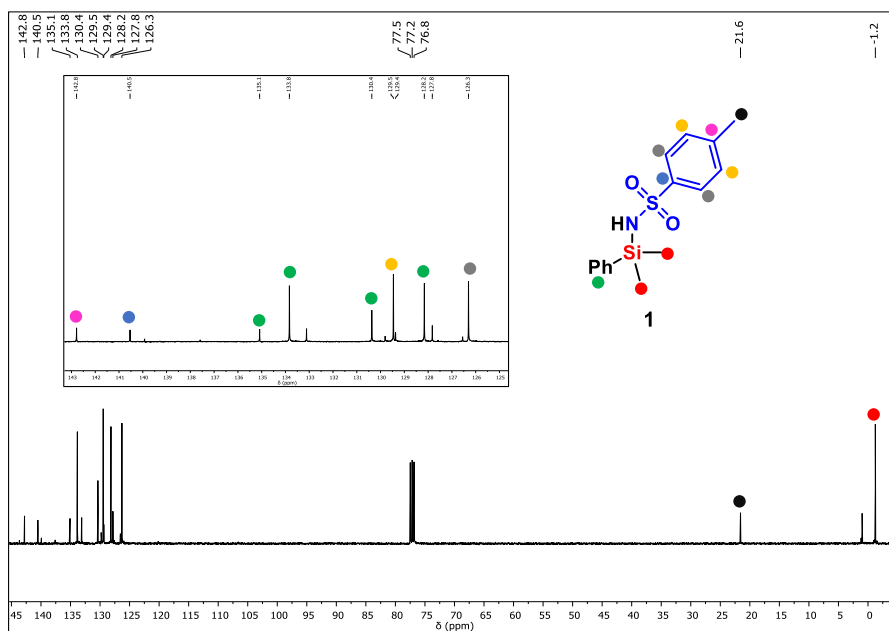 142.8 140.5 135.1 133.8 130.4 129.5 129.4 128.2 127.8 126.3 77.5 77.2 76.8 21.6 -1.2
142.8 140.5 135.1 133.8 130.4 129.5 129.4 128.2 127.8 126.3
O
S
O
HN
Si
Ph
1
143 142 141 140 139 138 137 136 135 134 133 132 131 130 129 128 127 126 125
δ (ppm)
145 140 135 130 125 120 115 110 105 100 95 90 85 80 75 70 65 60 55 50 45 40 35 30 25 20 15 10 5 0
δ (ppm)